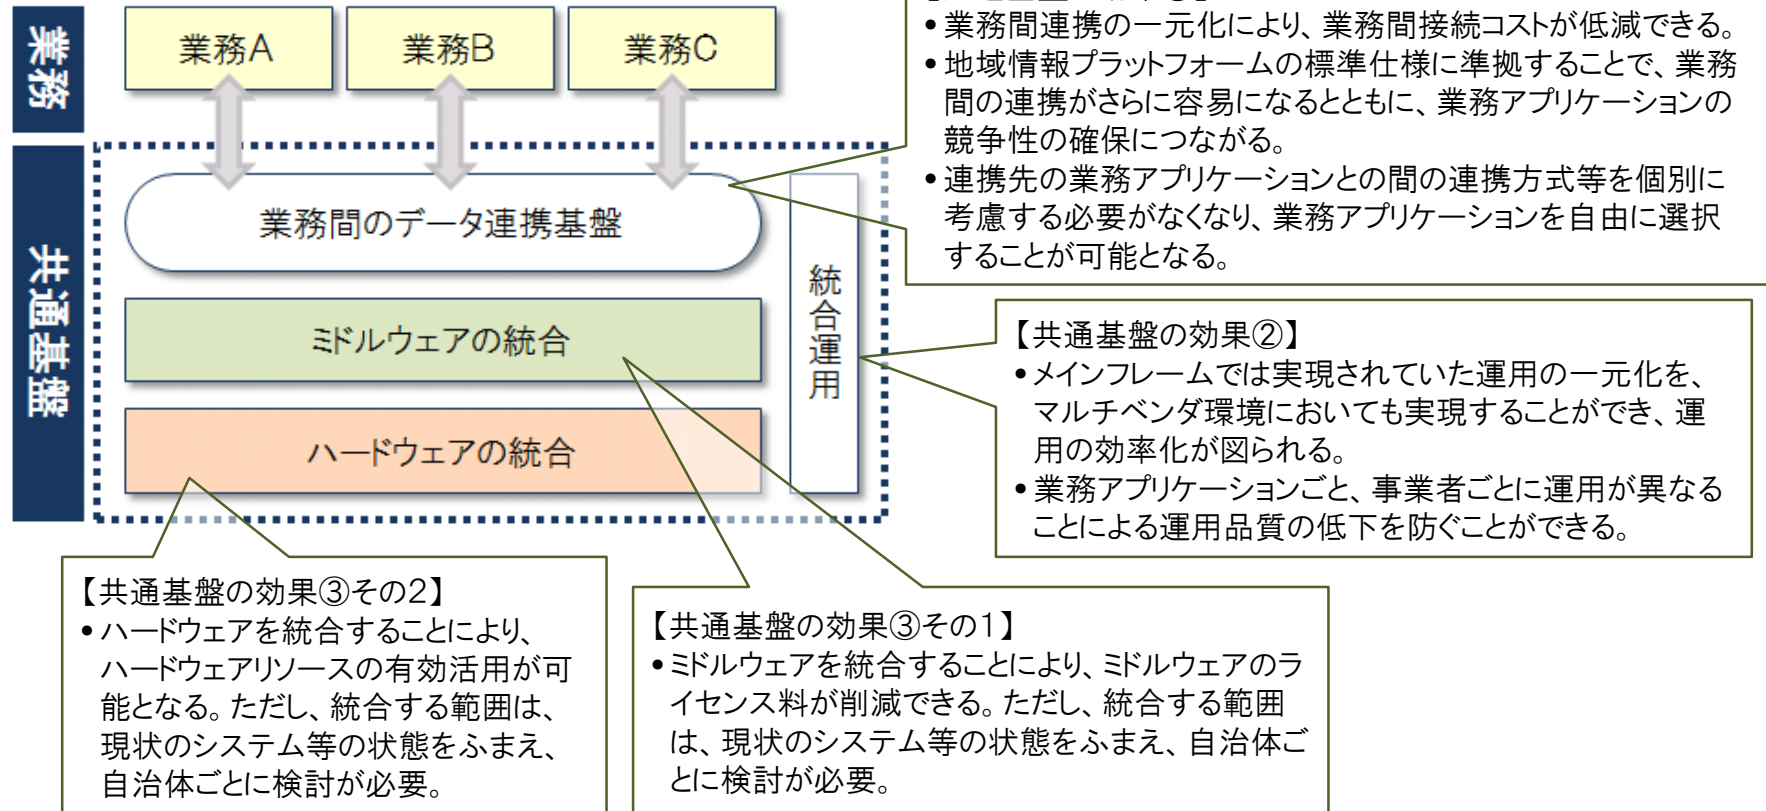 業務
業務A
業務B
業務C
共通基盤
業務間のデータ連携基盤
ミドルウェアの統合
ハードウェアの統合
統合運用
•業務間連携の一元化により、業務間接続コストが低減できる。
•地域情報プラットフォームの標準仕様に準拠することで、業務
間の連携がさらに容易になるとともに、業務アプリケーションの
競争性の確保につながる。
•連携先の業務アプリケーションとの間の連携方式等を個別に
考慮する必要がなくなり、業務アプリケーションを自由に選択
することが可能となる。
【共通基盤の効果②】
•メインフレームでは実現されていた運用の一元化を、
マルチベンダ環境においても実現することができ、運
用の効率化が図られる。
•業務アプリケーションごと、事業者ごとに運用が異なる
ことによる運用品質の低下を防ぐことができる。
【共通基盤の効果③その2】
•ハードウェアを統合することにより、
ハードウェアリソースの有効活用が可
能となる。ただし、統合する範囲は、
現状のシステム等の状態をふまえ、
自治体ごとに検討が必要。
【共通基盤の効果③その1】
•ミドルウェアを統合することにより、ミドルウェアのラ
イセンス料が削減できる。ただし、統合する範囲
は、現状のシステム等の状態をふまえ、自治体ご
とに検討が必要。